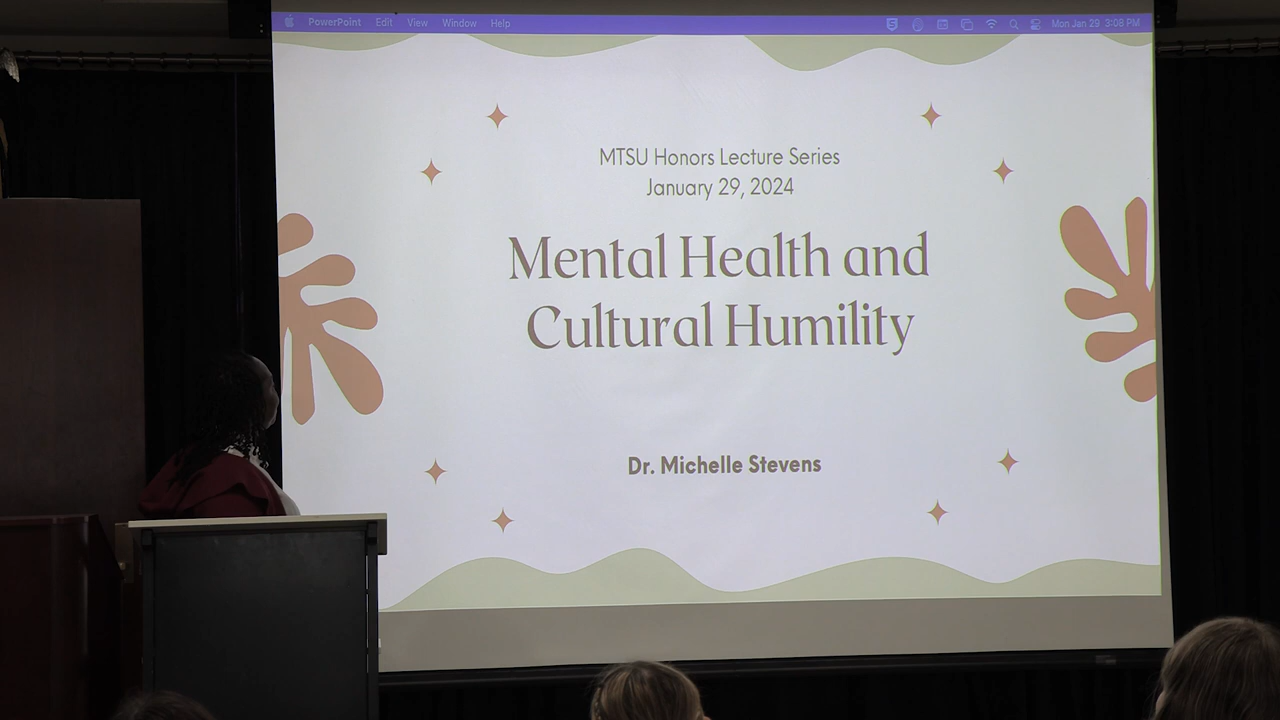 PowerPoint Edit View Window Help Mon Jan 29 3:08 PM
MTSU Honors Lecture Series
January 29, 2024
Mental Health and
Cultural Humility
Dr. Michelle Stevens